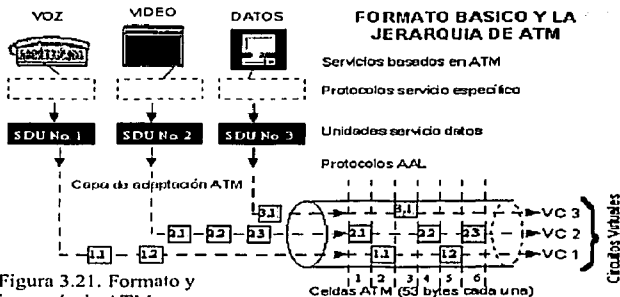 VOZ
VIDEO
DATOS
FORMATO BASICO Y LA
JERARQUIA DE ATM
Servicios basados en ATM
Protocolos servicio específico
SDU No. 1
SDU No. 2
SDU No. 3
Unidades servicio datos
Protocolos AAL
Capa de adaptación ATM
3.1
3.1
VC 3
2.1
2.2
2.3
2.1
2.2
2.3
VC 2
1.1
1.2
1.1
1.2
VC 1
Circuitos Virtuales
1 2 3 4 5 6
Celdas ATM (53 bytes cada una)
Figura 3.21. Formato y